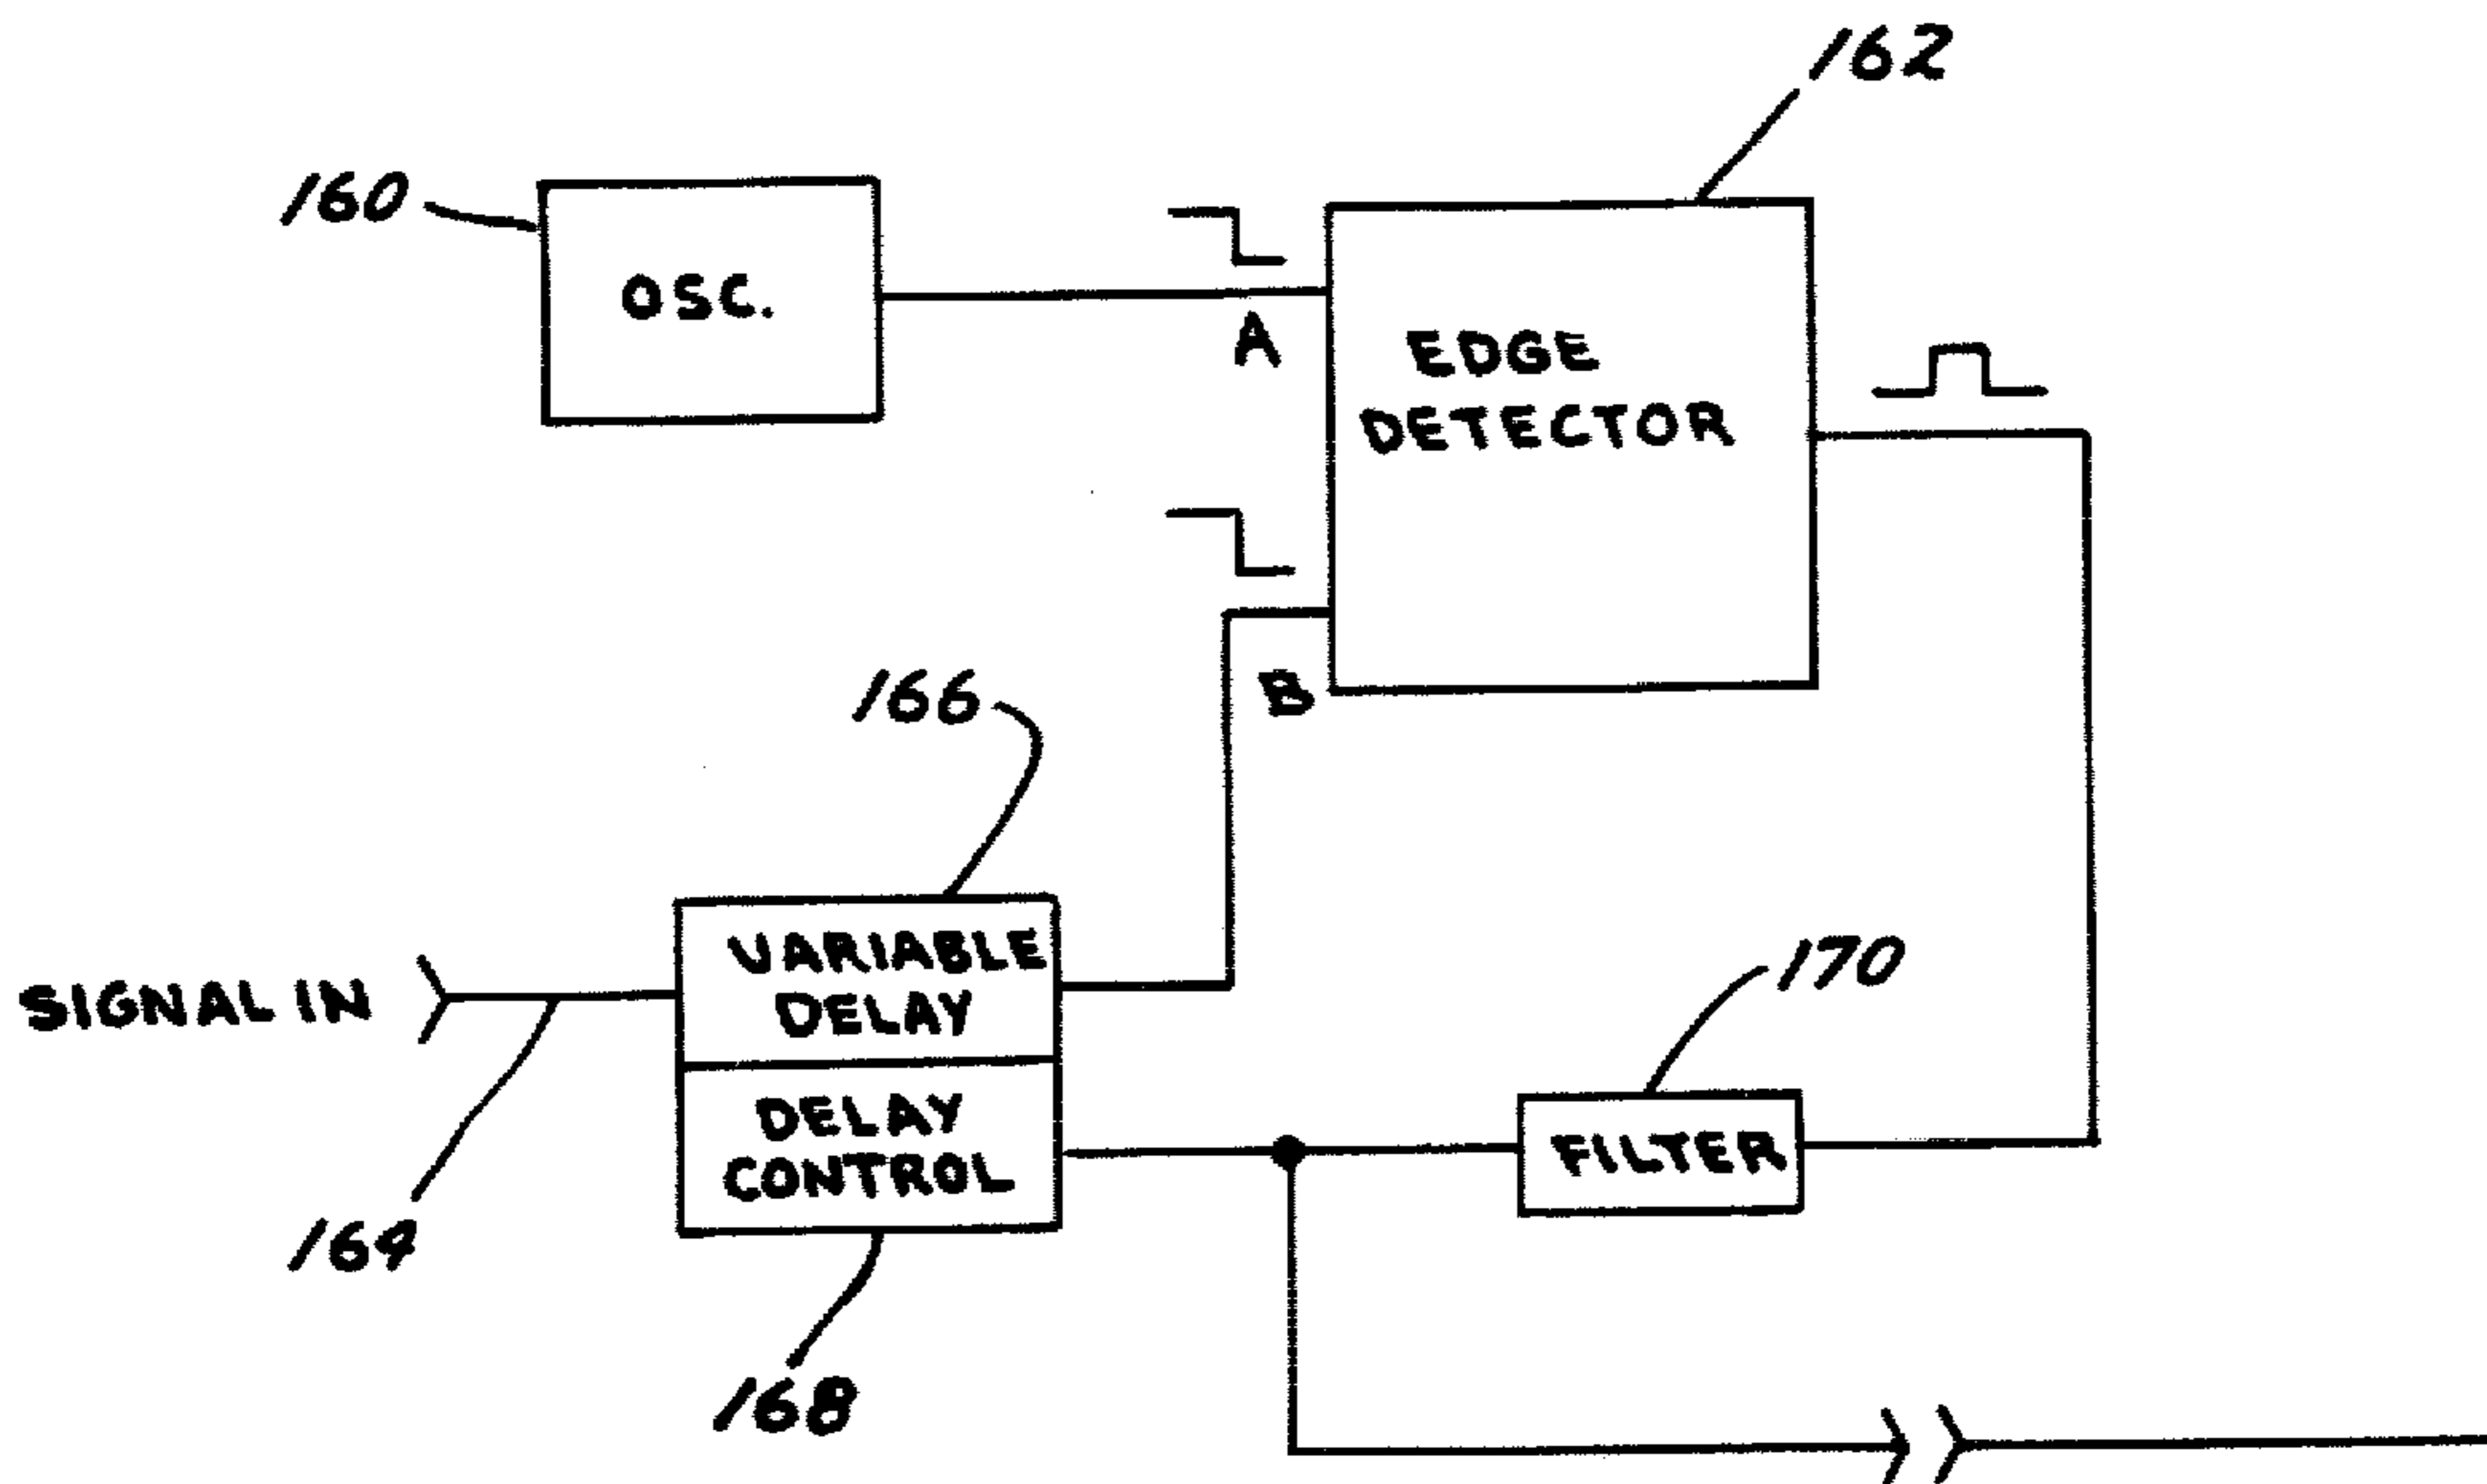 162
160
OSC.
A
EDGE
DETECTOR
B
166
VARIABLE
DELAY
170
SIGNAL IN
DELAY
CONTROL
FILTER
164
168